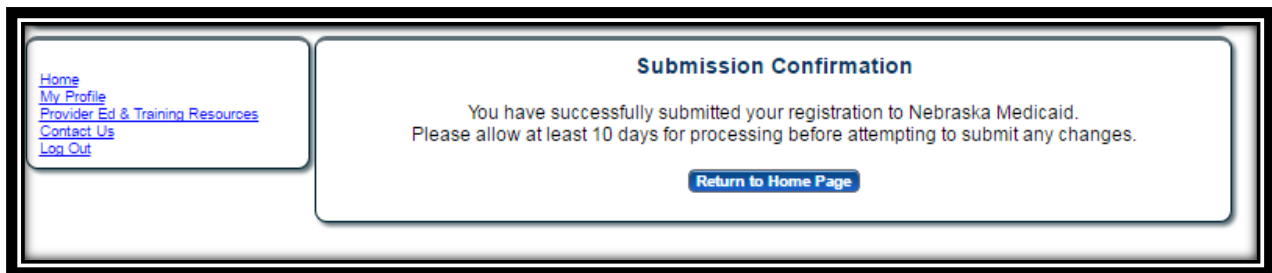 Home
My Profile
Provider Ed & Training Resources
Contact Us
Log Out
Submission Confirmation
You have successfully submitted your registration to Nebraska Medicaid.
Please allow at least 10 days for processing before attempting to submit any changes.
Return to Home Page